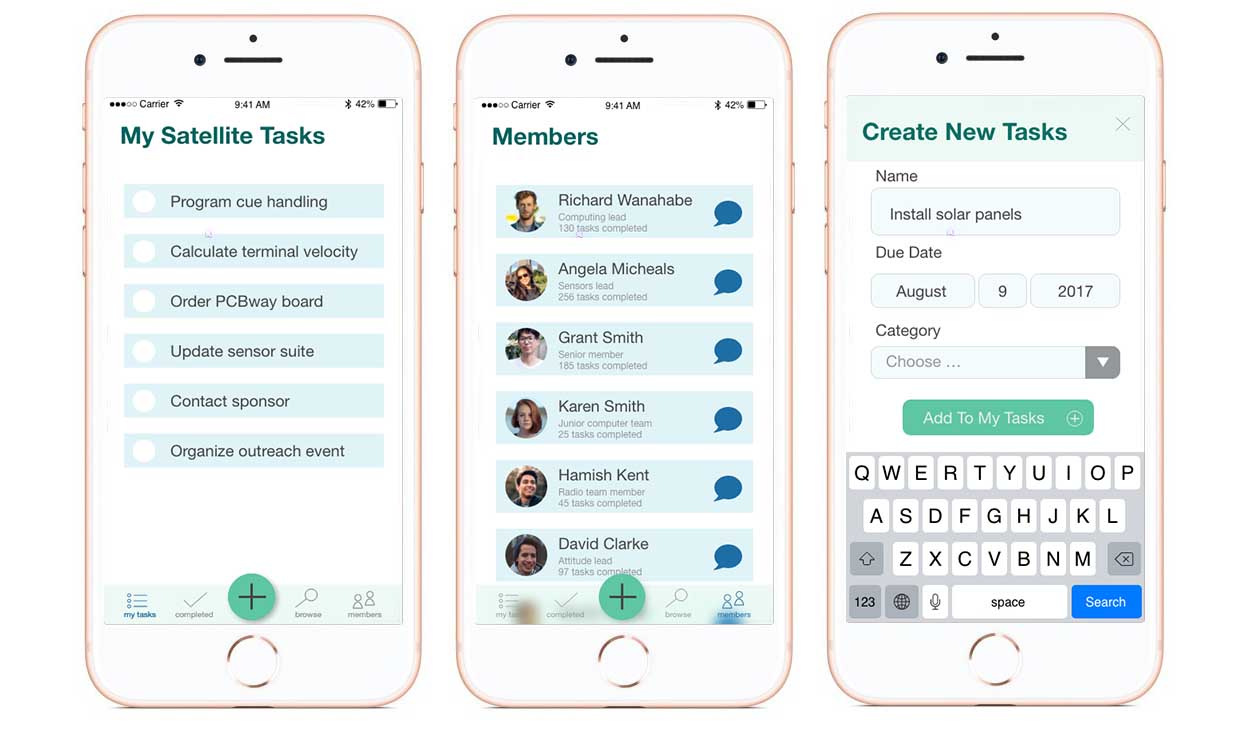 Carrier 9:41 AM 42%
My Satellite Tasks
Program cue handling
Calculate terminal velocity
Order PCBway board
Update sensor suite
Contact sponsor
Organize outreach event
my tasks completed browse members
Carrier 9:41 AM 42%
Members
Richard Wanahabe
Computing lead
130 tasks completed
Angela Micheals
Sensors lead
256 tasks completed
Grant Smith
Senior member
185 tasks completed
Karen Smith
Junior computer team
25 tasks completed
Hamish Kent
Radio team member
45 tasks completed
David Clarke
Attitude lead
97 tasks completed
my tasks completed browse members
Create New Tasks
Name
Install solar panels
Due Date
August 9 2017
Category
Choose ...
Add To My Tasks
Q W E R T Y U I O P
A S D F G H J K L
Z X C V B N M
123 space Search